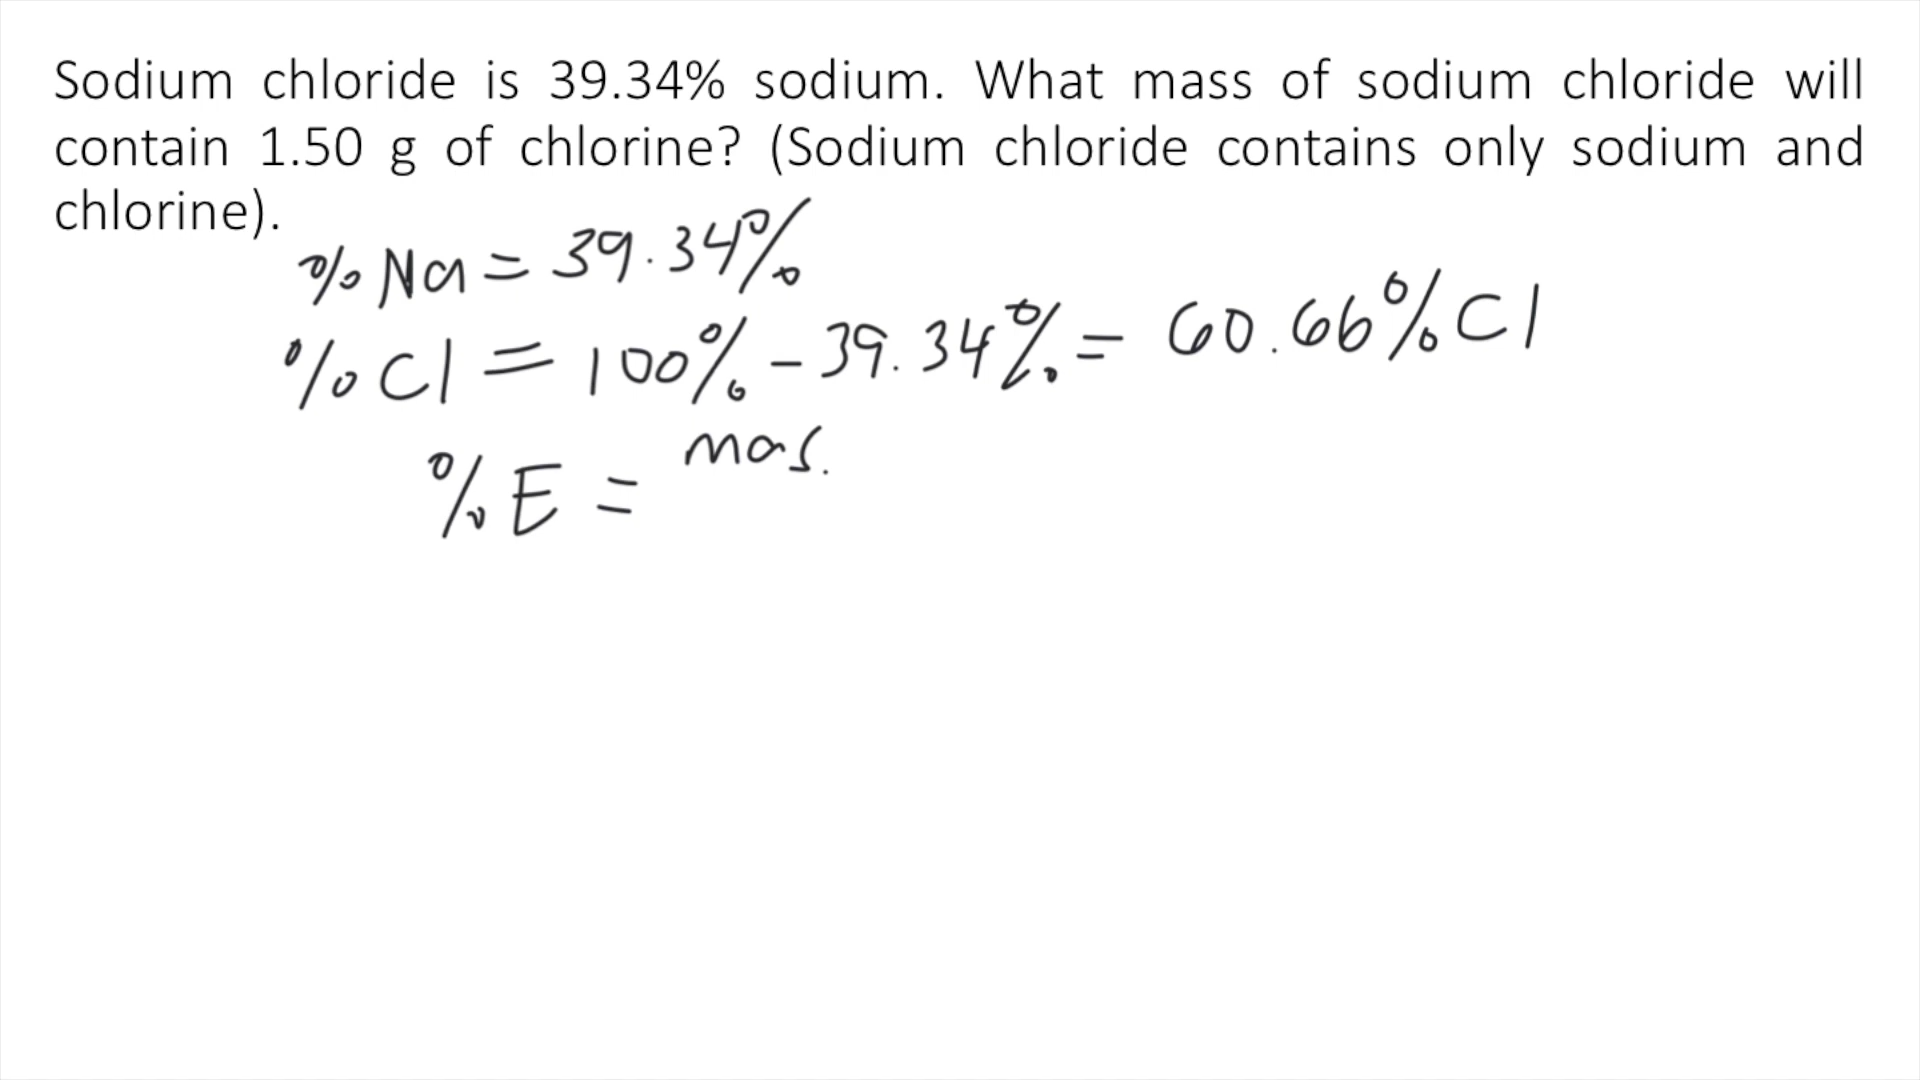 Sodium chloride is 39.34% sodium. What mass of sodium chloride will
contain 1.50 g of chlorine? (Sodium chloride contains only sodium and
chlorine).
% Na = 39.34%
% Cl = 100% - 39.34% = 60.66% Cl
mas.
% E =